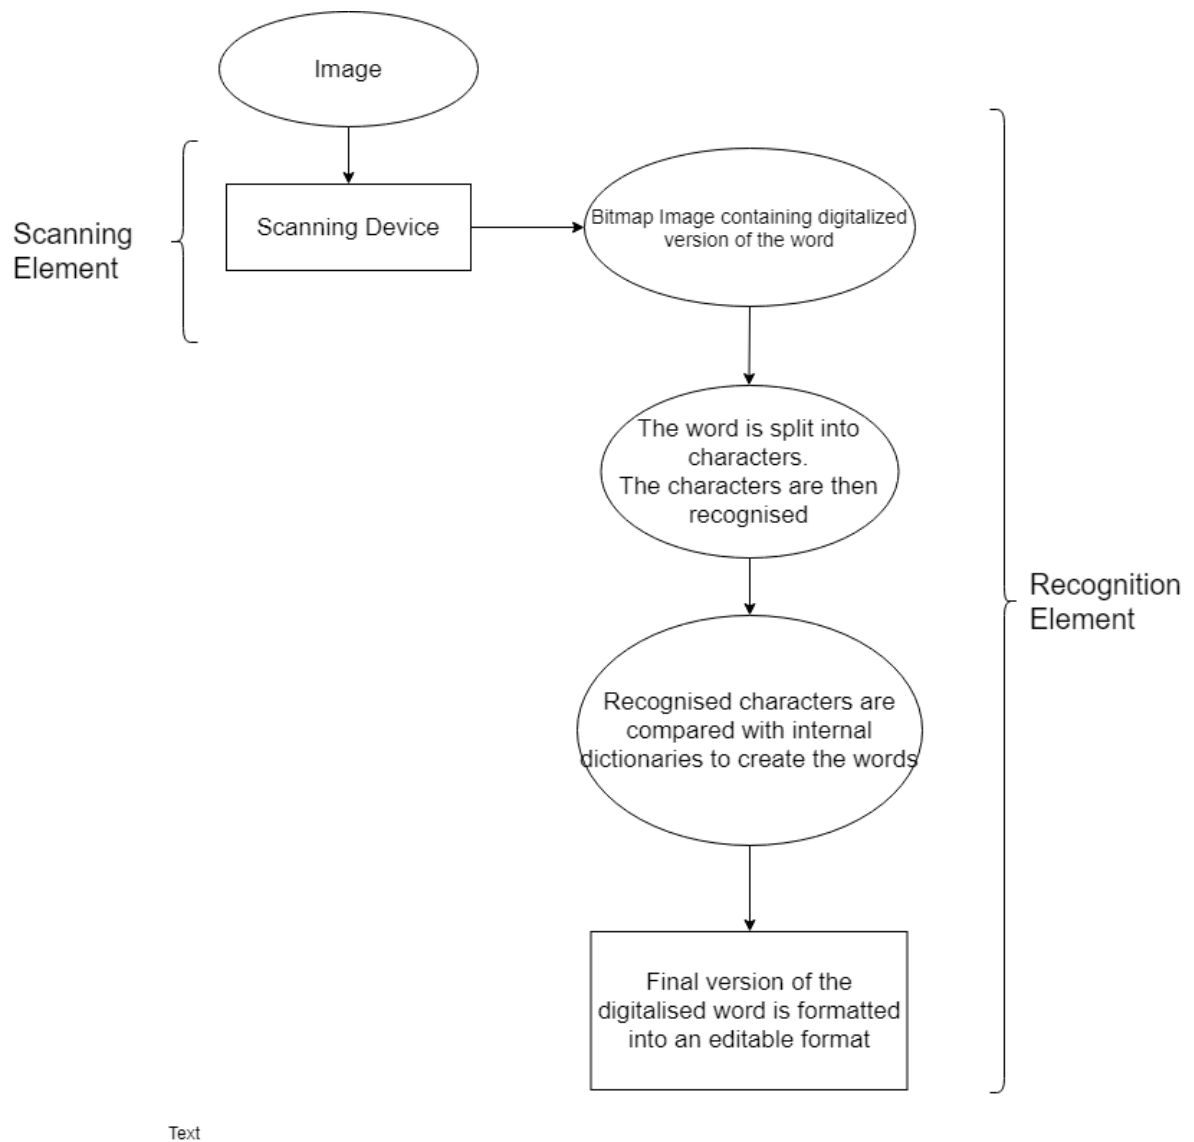 Image
Scanning Device
Scanning
Element
Bitmap Image containing digitalized
version of the word
The word is split into
characters.
The characters are then
recognised
Recognition
Element
Recognised characters are
compared with internal
dictionaries to create the words
Final version of the
digitalised word is formatted
into an editable format
Text